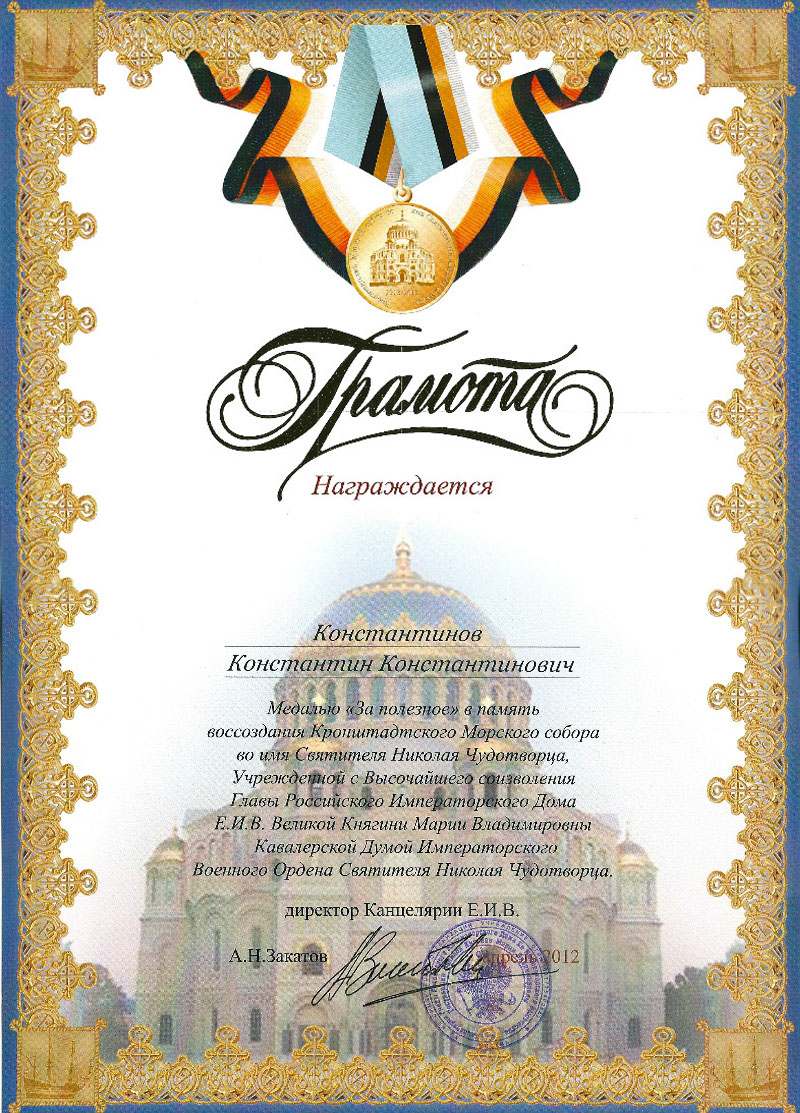 Грамота
Награждается
Константинов
Константин Константинович
Медалью «За полезное» в память
воссоздания Кронштадтского Морского собора
во имя Святителя Николая Чудотворца,
Учрежденной с Высочайшего соизволения
Главы Российского Императорского Дома
Е.И.В. Великой Княгини Марии Владимировны
Кавалерской Думой Императорского
Военного Ордена Святителя Николая Чудотворца.
директор Канцелярии Е.И.В.
А.Н.Закатов
апрель 2012